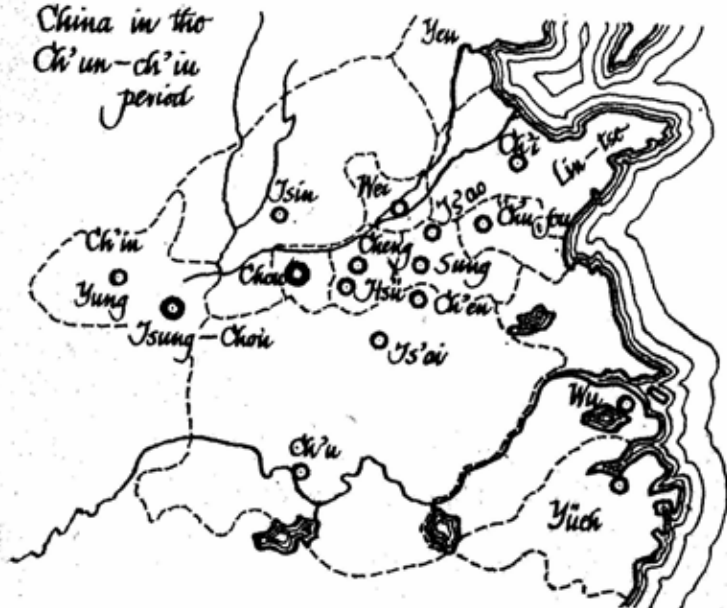 China in the
Ch'un-ch'iu
period
Yen
Ch'i
Lin-tse
Wei
Ts'ao
Tsin
Chü-fou
Cheng
Sung
Ch'in
Chou
Hsü
Ch'en
Yung
Tsung-Chou
Ts'ai
Wu
Ch'u
Yüeh